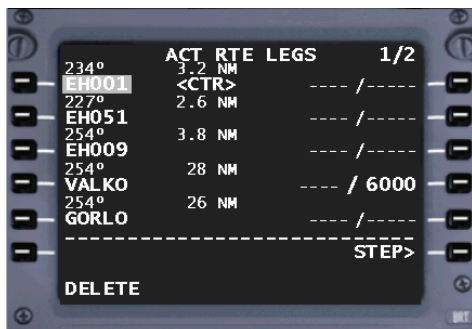 ACT RTE LEGS 1/2
234° 3.2 NM
EH001 <CTR> ---- /-----
227° 2.6 NM
EH051 ---- /-----
254° 3.8 NM
EH009 ---- /-----
254° 28 NM
VALKO ---- / 6000
254° 26 NM
GORLO ---- /-----
--------------------------------
STEP>
DELETE
BRT